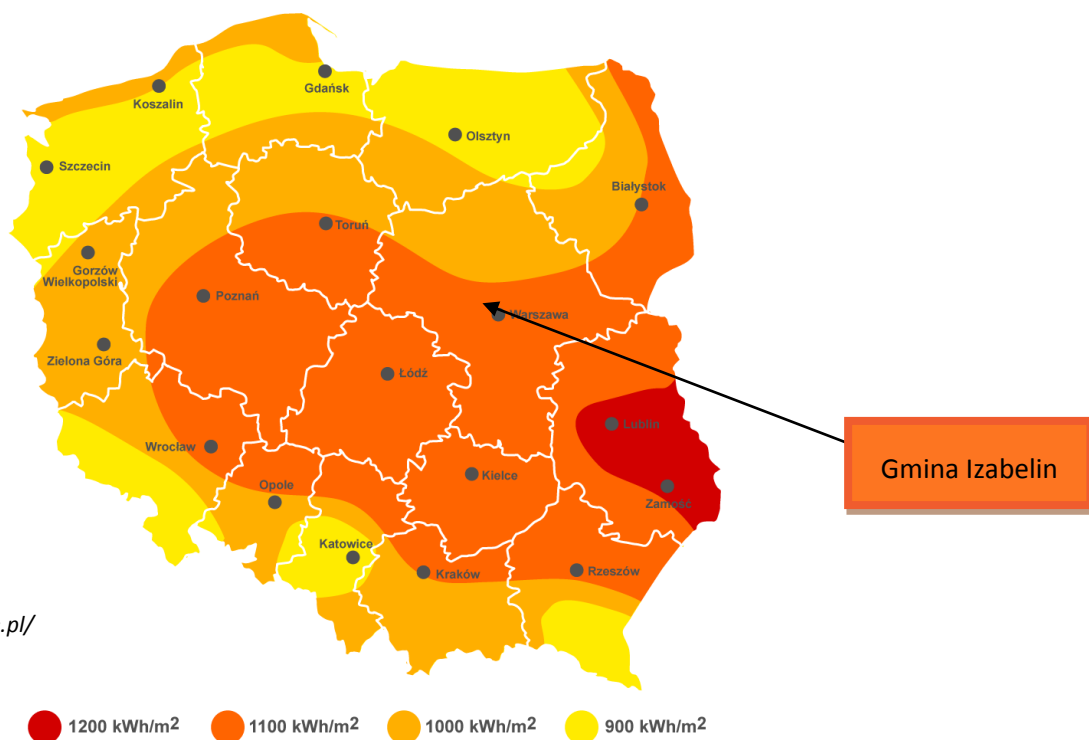 Koszalin
Gdańsk
Olsztyn
Szczecin
Białystok
Toruń
Gorzów
Wielkopolski
Poznań
Warszawa
Zielona Góra
Łódź
Lublin
Wrocław
Kielce
Gmina Izabelin
Opole
Zamość
Katowice
Kraków
Rzeszów
.pl/
1200 kWh/m²
1100 kWh/m²
1000 kWh/m²
900 kWh/m²